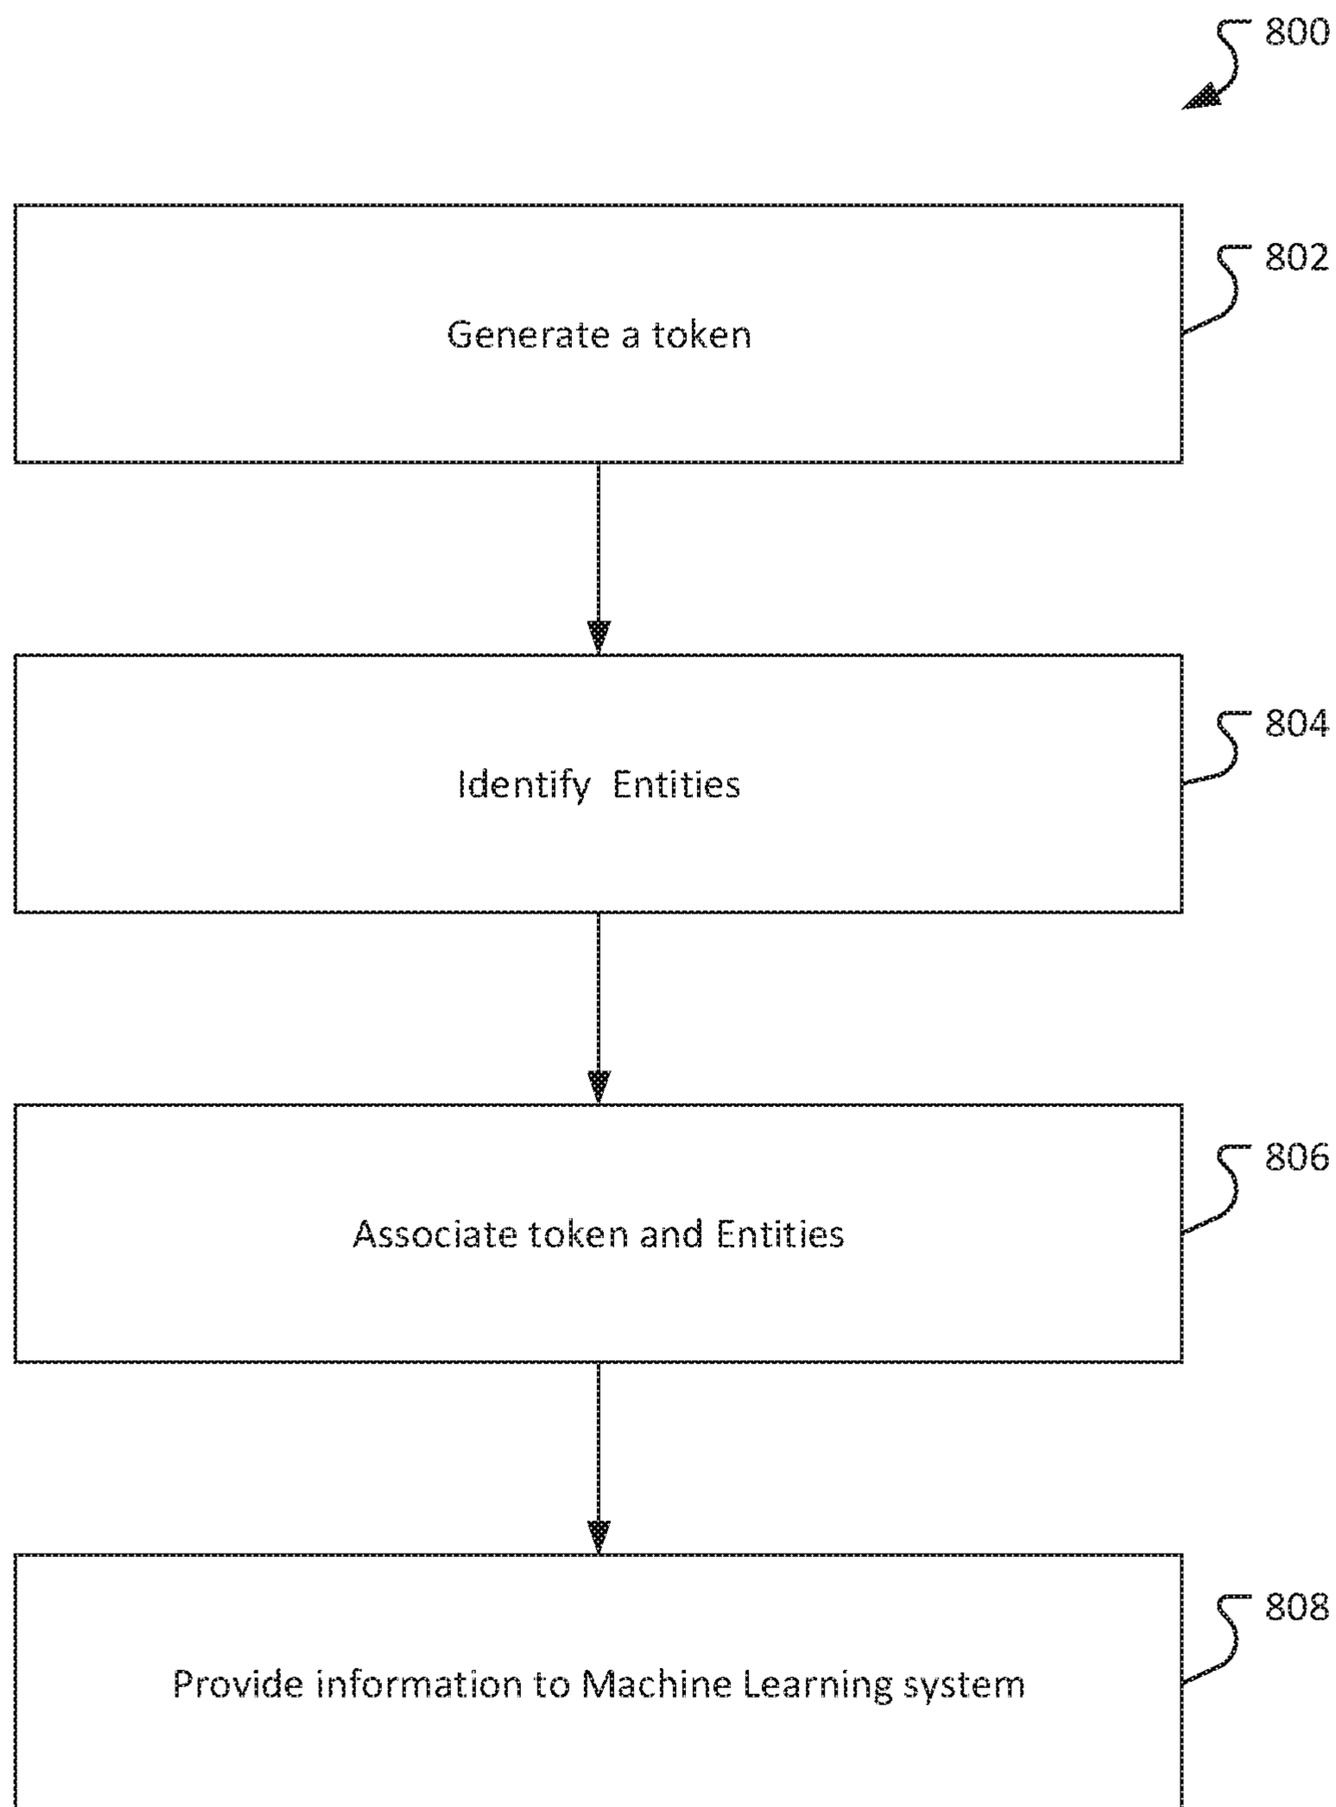 800
802
Generate a token
804
Identify Entities
806
Associate token and Entities
808
Provide information to Machine Learning system